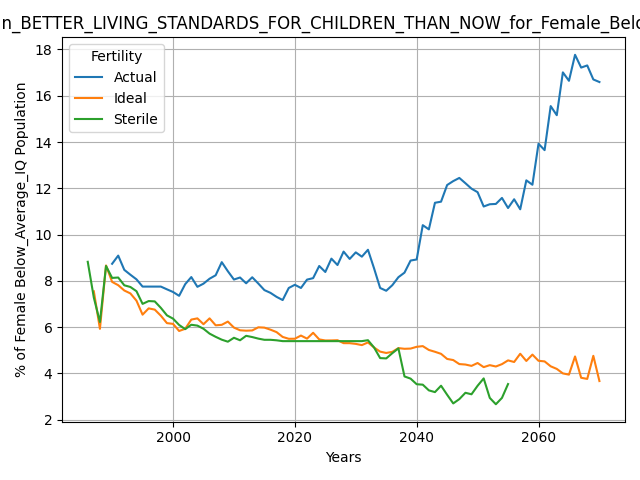 n_BETTER_LIVING_STANDARDS_FOR_CHILDREN_THAN_NOW_for_Female_Belo
Fertility
Actual
Ideal
Sterile
% of Female Below_Average_IQ Population
18
16
14
12
10
8
6
4
2
2000
2020
2040
2060
Years